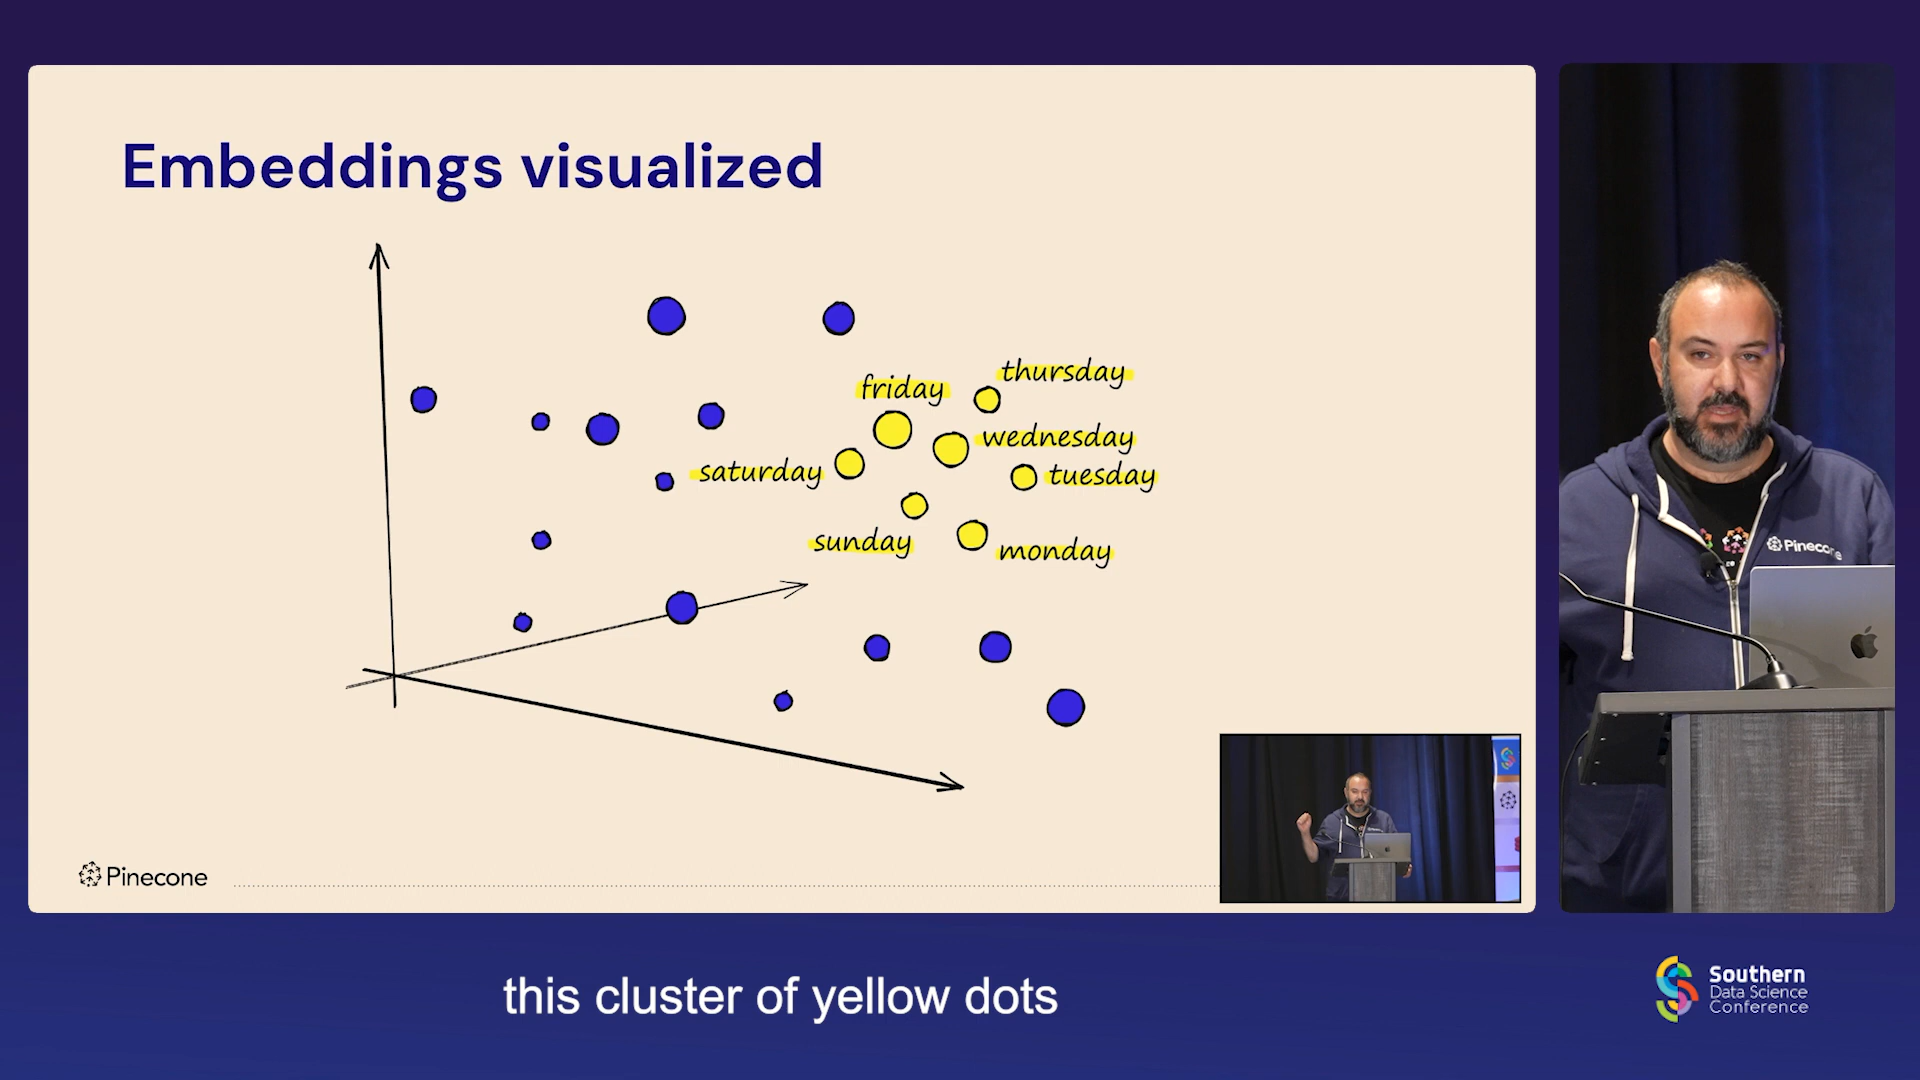 Embeddings visualized
thursday
friday
wednesday
saturday
tuesday
sunday
monday
Pinecone
Pinecone
this cluster of yellow dots
Southern
Data Science
Conference